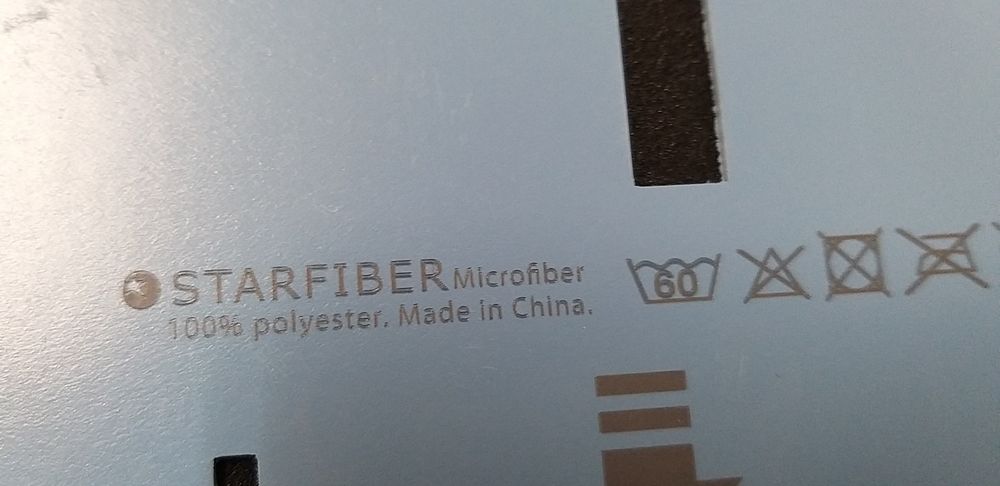 STARFIBER Microfiber
100% polyester. Made in China.
60